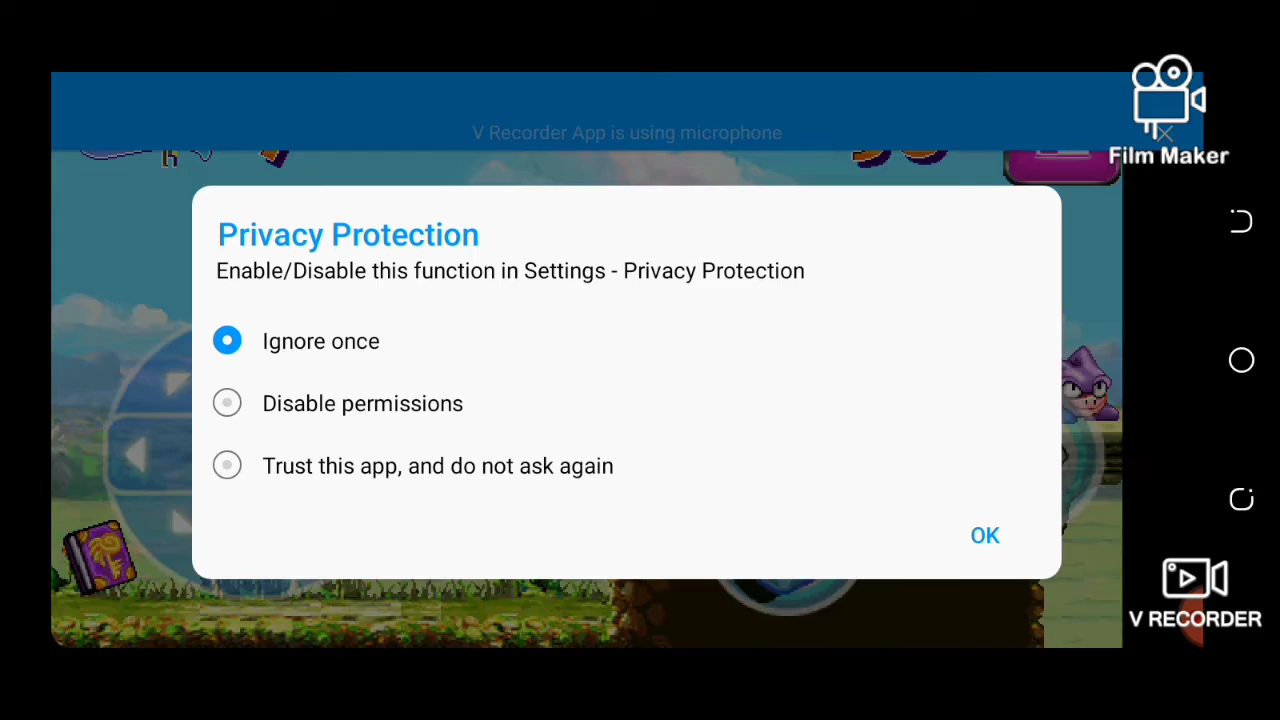 V Recorder App is using microphone
Film Maker
Privacy Protection
Enable/Disable this function in Settings - Privacy Protection
Ignore once
Disable permissions
Trust this app, and do not ask again
OK
V RECORDER